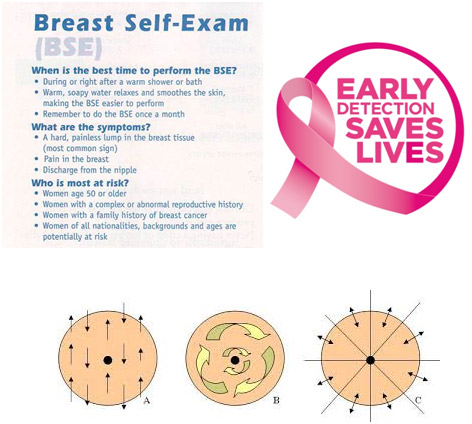 Breast Self-Exam
(BSE)
When is the best time to perform the BSE?
• During or right after a warm shower or bath
• Warm, soapy water relaxes and smoothes the skin,
making the BSE easier to perform
• Remember to do the BSE once a month
What are the symptoms?
• A hard, painless lump in the breast tissue
(most common sign)
• Pain in the breast
• Discharge from the nipple
Who is most at risk?
• Women age 50 or older
• Women with a complex or abnormal reproductive history
• Women with a family history of breast cancer
• Women of all nationalities, backgrounds and ages are
potentially at risk
EARLY
DETECTION
SAVES
LIVES
A
B
C